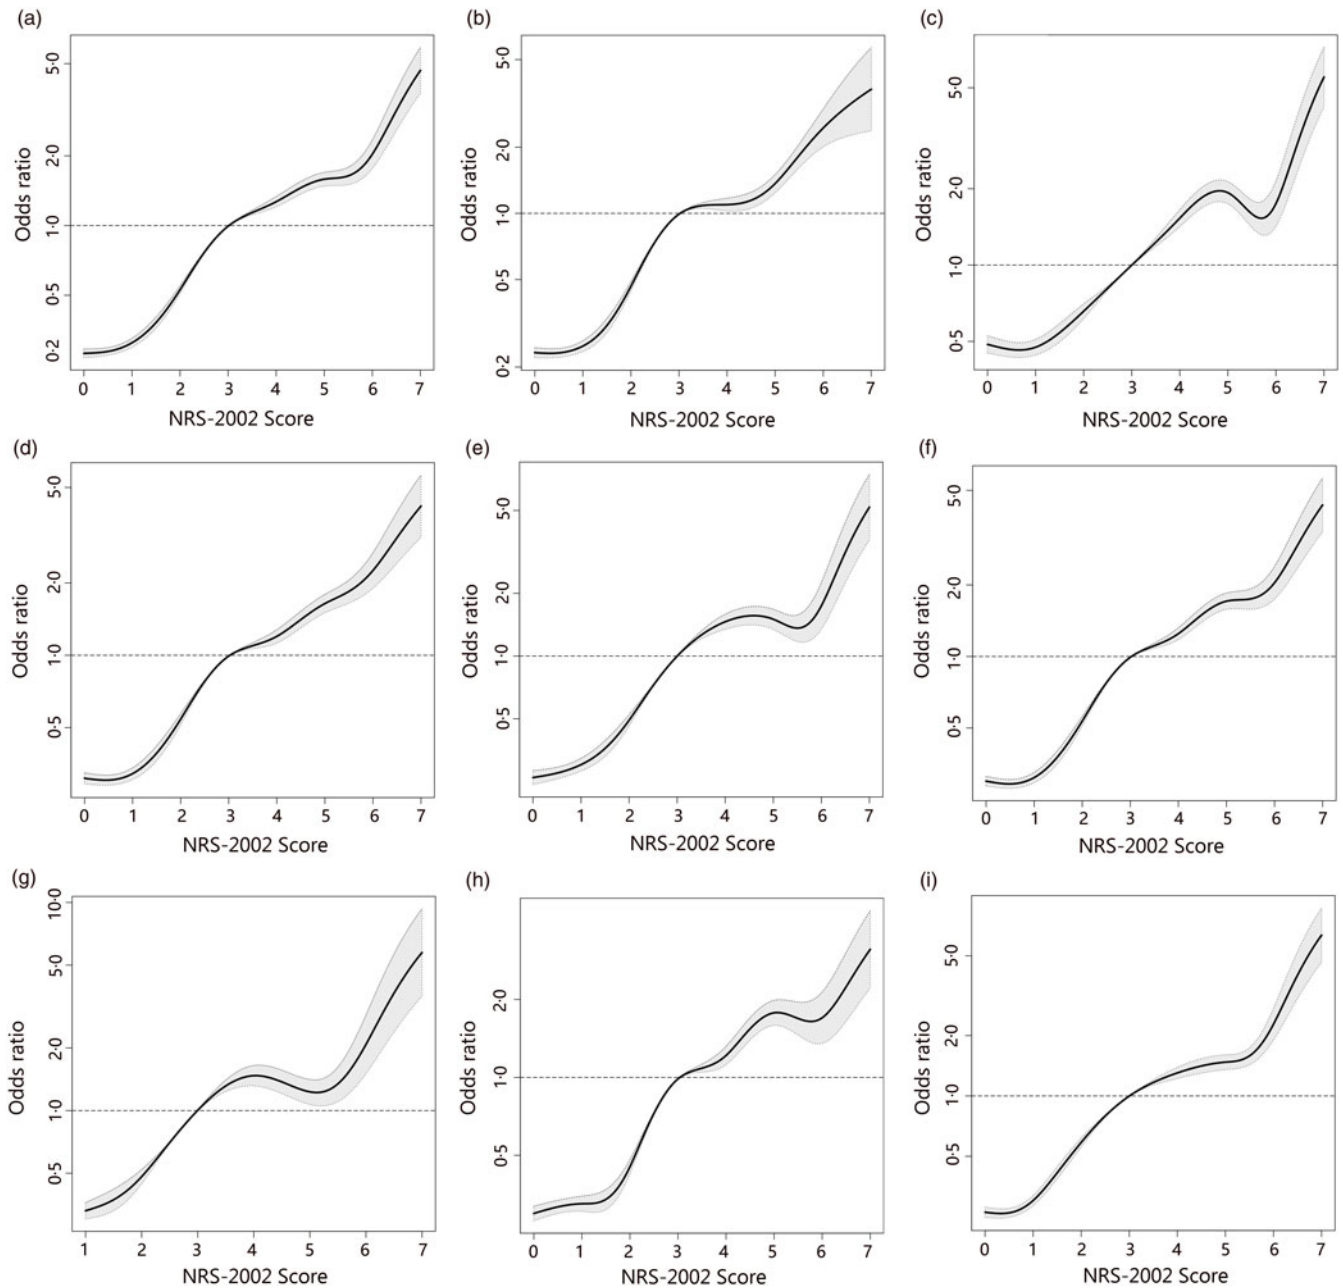 (a) (b) (c)
5·0 5·0 5·0
2·0 2·0 2·0
1·0 1·0 1·0
0·5 0·5 0·5
0·2 0·2
Odds ratio Odds ratio Odds ratio
0 1 2 3 4 5 6 7 0 1 2 3 4 5 6 7 0 1 2 3 4 5 6 7
NRS-2002 Score NRS-2002 Score NRS-2002 Score
(d) (e) (f)
5·0 5·0 5·0
2·0 2·0 2·0
1·0 1·0 1·0
0·5 0·5 0·5
Odds ratio Odds ratio Odds ratio
0 1 2 3 4 5 6 7 0 1 2 3 4 5 6 7 0 1 2 3 4 5 6 7
NRS-2002 Score NRS-2002 Score NRS-2002 Score
(g) (h) (i)
10·0
5·0 5·0
2·0 2·0 2·0
1·0 1·0 1·0
0·5 0·5 0·5
Odds ratio Odds ratio Odds ratio
1 2 3 4 5 6 7 0 1 2 3 4 5 6 7 0 1 2 3 4 5 6 7
NRS-2002 Score NRS-2002 Score NRS-2002 Score